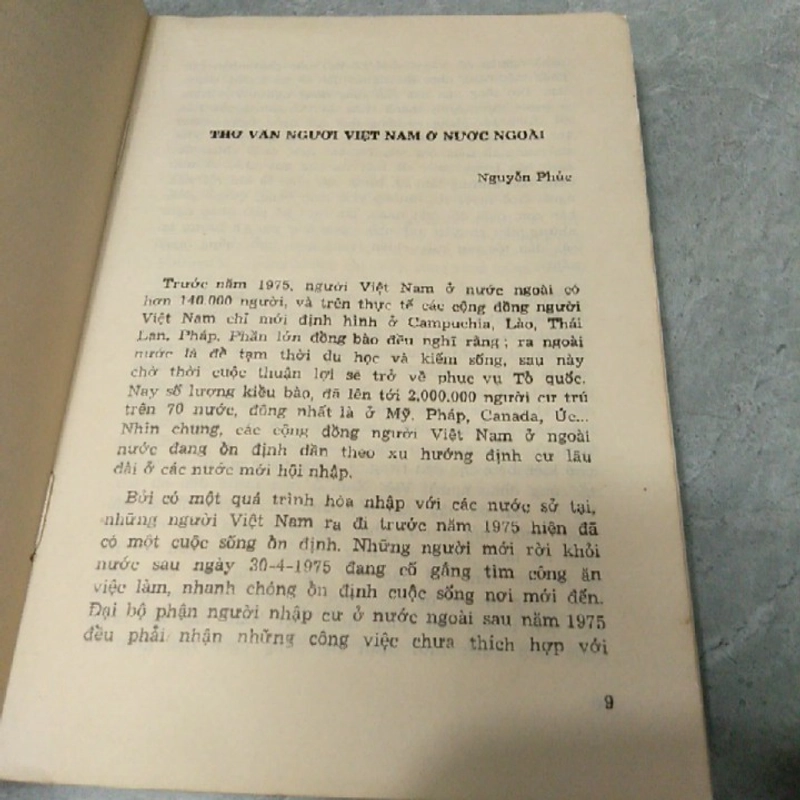 THƠ VĂN NGƯỜI VIỆT NAM Ở NƯỚC NGOÀI
Nguyễn Phúc
Trước năm 1975, người Việt Nam ở nước ngoài có
hơn 140.000 người, và trên thực tế các cộng đồng người
Việt Nam chỉ mới định hình ở Campuchia, Lào, Thái
Lan, Pháp. Phần lớn đồng bào đều nghĩ rằng; ra ngoài
nước là để tạm thời du học và kiếm sống, sau này
chờ thời cuộc thuận lợi sẽ trở về phục vụ Tổ quốc.
Nay số lượng kiều bào, đã lên tới 2.000.000 người cư trú
trên 70 nước, đông nhất là ở Mỹ, Pháp, Canada, Úc...
Nhìn chung, các cộng đồng người Việt Nam ở ngoài
nước đang ổn định dần theo xu hướng định cư lâu
dài ở các nước mới hội nhập.
Bởi có một quá trình hòa nhập với các nước sở tại,
những người Việt Nam ra đi trước năm 1975 hiện đã
có một cuộc sống ổn định. Những người mới rời khỏi
nước sau ngày 30-4-1975 đang cố gắng tìm công ăn
việc làm, nhanh chóng ổn định cuộc sống nơi mới đến.
Đại bộ phận người nhập cư ở nước ngoài sau năm 1975
đều phải nhận những công việc chưa thích hợp với
9